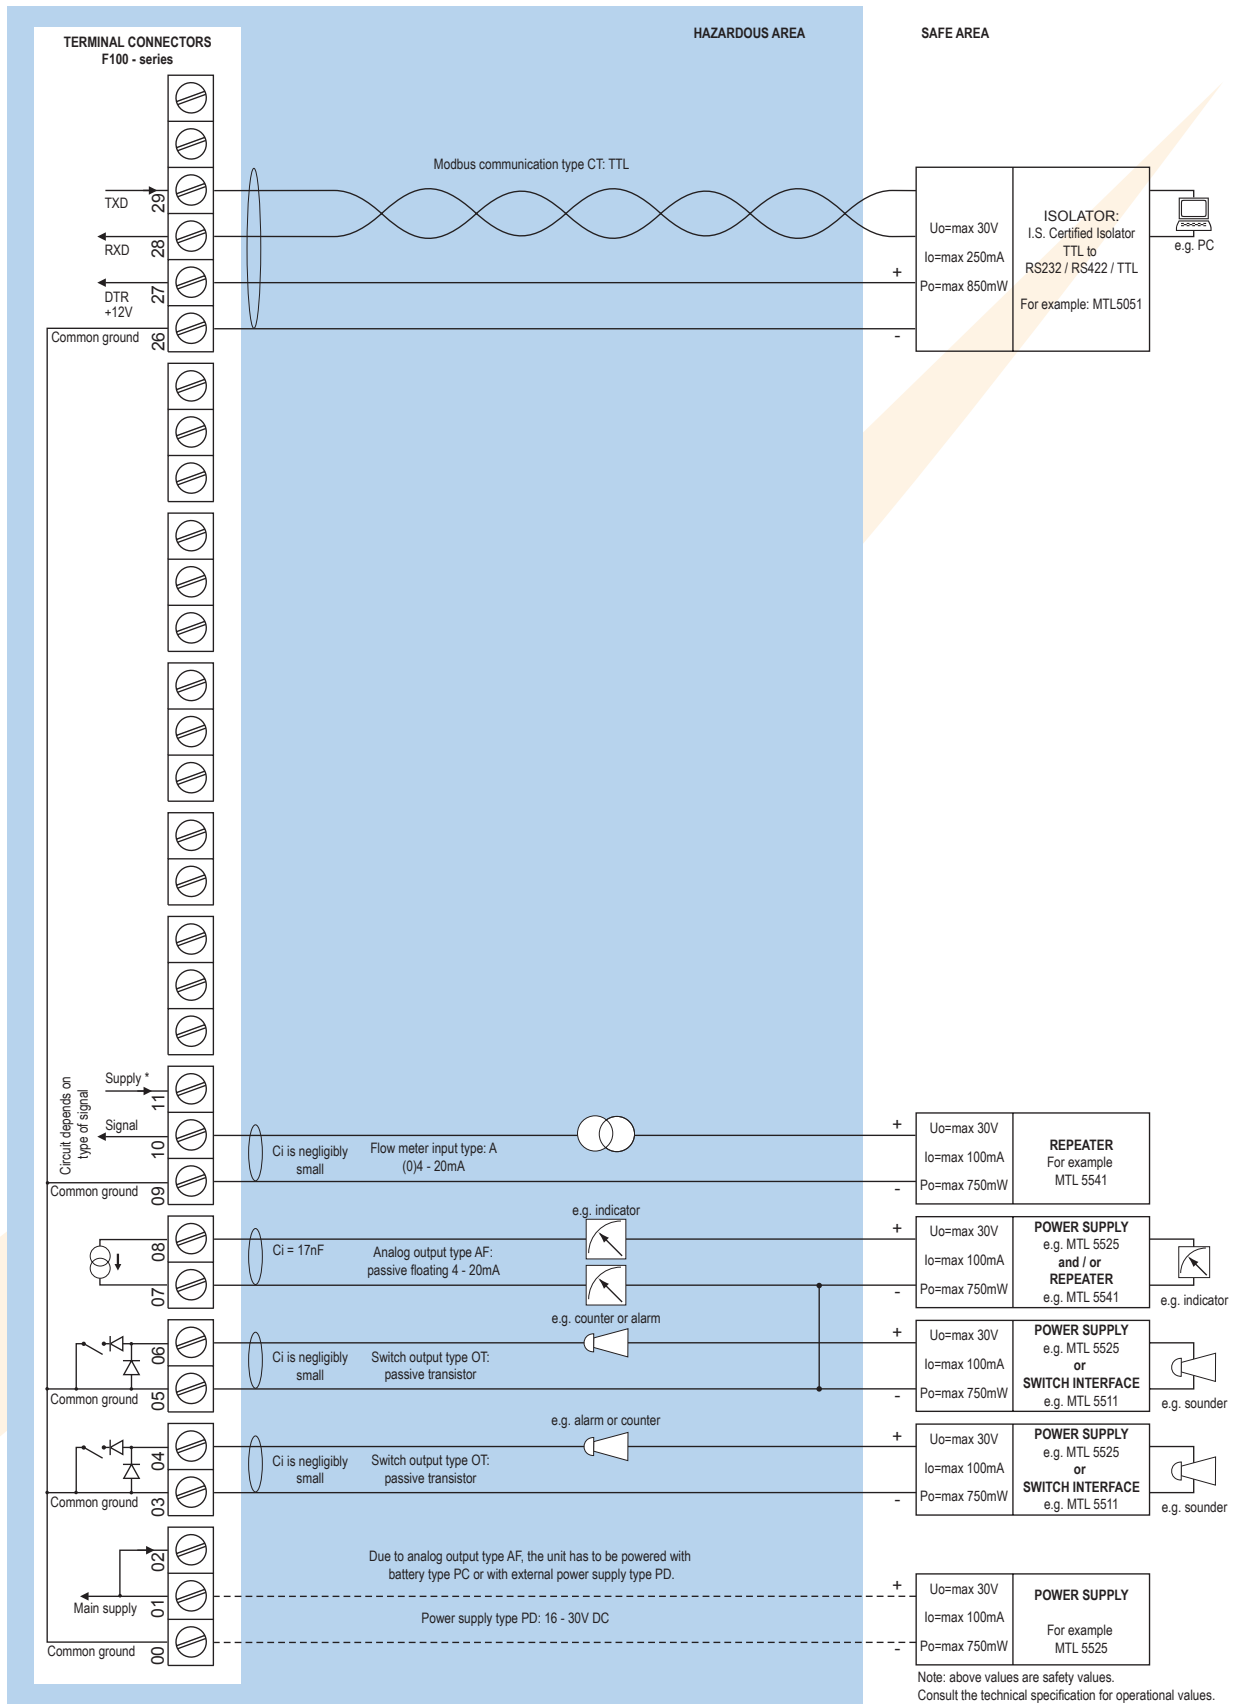 TERMINAL CONNECTORS
F100 - series
HAZARDOUS AREA
SAFE AREA
Modbus communication type CT: TTL
TXD
29
RXD
28
DTR
+12V
27
Common ground
26
+
-
Uo=max 30V
Io=max 250mA
Po=max 850mW
ISOLATOR:
I.S. Certified Isolator
TTL to
RS232 / RS422 / TTL
For example: MTL5051
e.g. PC
Circuit depends on
type of signal
Supply *
11
Signal
10
Common ground
09
Ci is negligibly
small
Flow meter input type: A
(0)4 - 20mA
+
-
Uo=max 30V
Io=max 100mA
Po=max 750mW
REPEATER
For example
MTL 5541
08
07
Ci = 17nF
Analog output type AF:
passive floating 4 - 20mA
e.g. indicator
+
-
Uo=max 30V
Io=max 100mA
Po=max 750mW
POWER SUPPLY
e.g. MTL 5525
and / or
REPEATER
e.g. MTL 5541
e.g. indicator
06
Common ground
05
Ci is negligibly
small
Switch output type OT:
passive transistor
e.g. counter or alarm
+
-
Uo=max 30V
Io=max 100mA
Po=max 750mW
POWER SUPPLY
e.g. MTL 5525
or
SWITCH INTERFACE
e.g. MTL 5511
e.g. sounder
04
Common ground
03
Ci is negligibly
small
Switch output type OT:
passive transistor
e.g. alarm or counter
+
-
Uo=max 30V
Io=max 100mA
Po=max 750mW
POWER SUPPLY
e.g. MTL 5525
or
SWITCH INTERFACE
e.g. MTL 5511
e.g. sounder
02
Main supply
01
Common ground
00
Due to analog output type AF, the unit has to be powered with
battery type PC or with external power supply type PD.
Power supply type PD: 16 - 30V DC
+
-
Uo=max 30V
Io=max 100mA
Po=max 750mW
POWER SUPPLY
For example
MTL 5525
Note: above values are safety values.
Consult the technical specification for operational values.